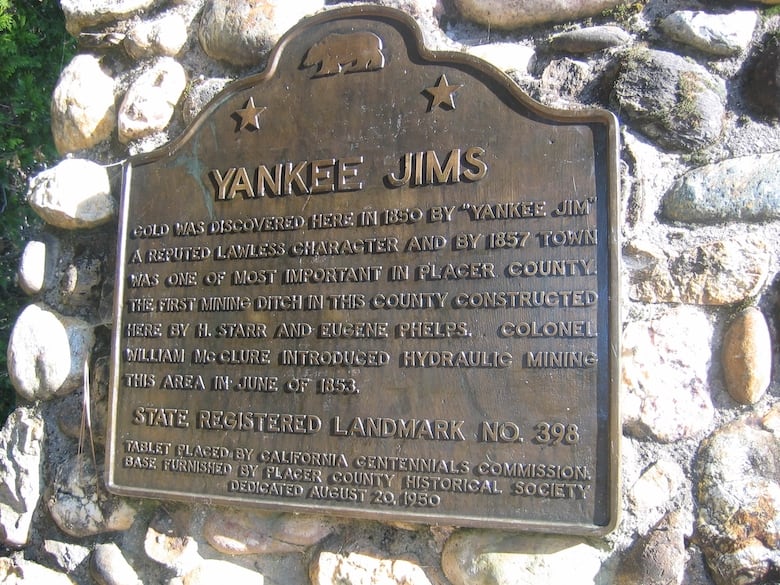 YANKEE JIMS
GOLD WAS DISCOVERED HERE IN 1850 BY "YANKEE JIM"
A REPUTED LAWLESS CHARACTER AND BY 1857 TOWN
WAS ONE OF MOST IMPORTANT IN PLACER COUNTY.
THE FIRST MINING DITCH IN THIS COUNTY CONSTRUCTED
HERE BY H. STARR AND EUGENE PHELPS. COLONEL
WILLIAM McCLURE INTRODUCED HYDRAULIC MINING
THIS AREA IN JUNE OF 1853.
STATE REGISTERED LANDMARK NO. 398
TABLET PLACED BY CALIFORNIA CENTENNIALS COMMISSION.
BASE FURNISHED BY PLACER COUNTY HISTORICAL SOCIETY
DEDICATED AUGUST 20, 1950